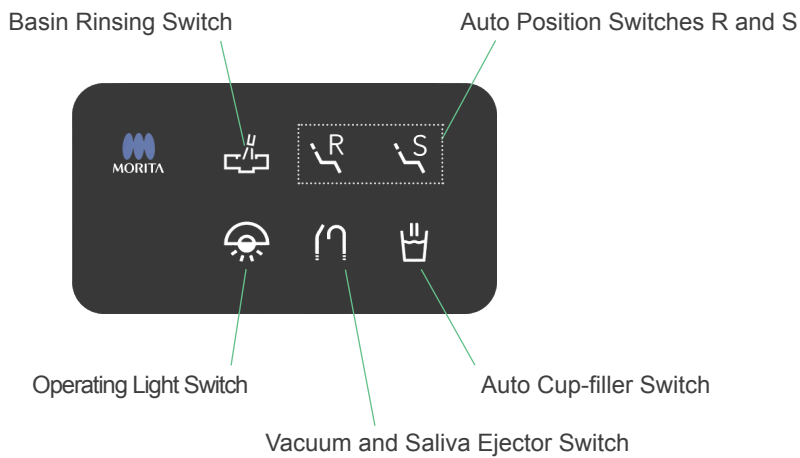 Basin Rinsing Switch
Auto Position Switches R and S
R
S
MORITA
Operating Light Switch
Auto Cup-filler Switch
Vacuum and Saliva Ejector Switch